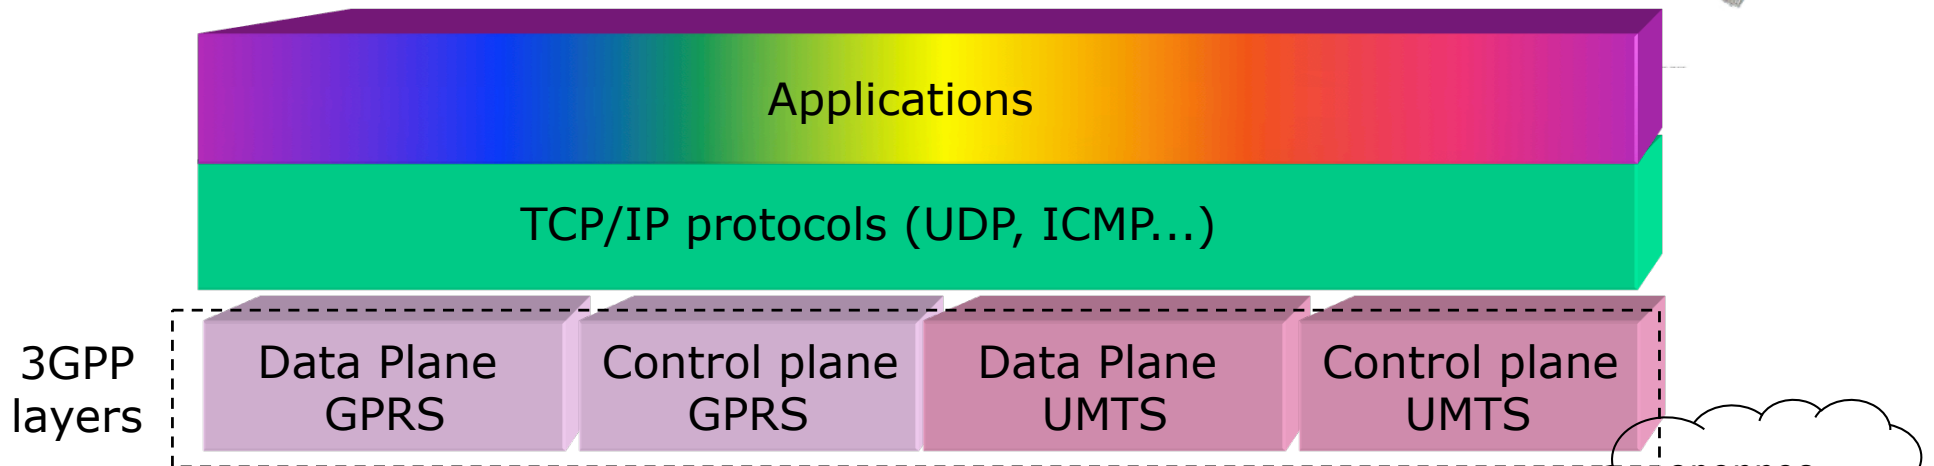 Applications
TCP/IP protocols (UDP, ICMP...)
3GPP
layers
Data Plane
GPRS
Control plane
GPRS
Data Plane
UMTS
Control plane
UMTS